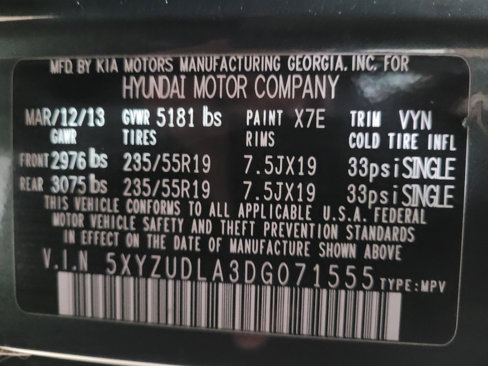 MFD BY KIA MOTORS MANUFACTURING GEORGIA, INC. FOR
HYUNDAI MOTOR COMPANY
MAR/12/13 GVWR 5181 lbs PAINT X7E TRIM VYN
GAWR TIRES RIMS COLD TIRE INFL
FRONT 2976 lbs 235/55R19 7.5JX19 33psi SINGLE
REAR 3075 lbs 235/55R19 7.5JX19 33psi SINGLE
THIS VEHICLE CONFORMS TO ALL APPLICABLE U.S.A. FEDERAL
MOTOR VEHICLE SAFETY AND THEFT PREVENTION STANDARDS
IN EFFECT ON THE DATE OF MANUFACTURE SHOWN ABOVE
V.I.N 5XYZUDLA3DG071555 TYPE:MPV